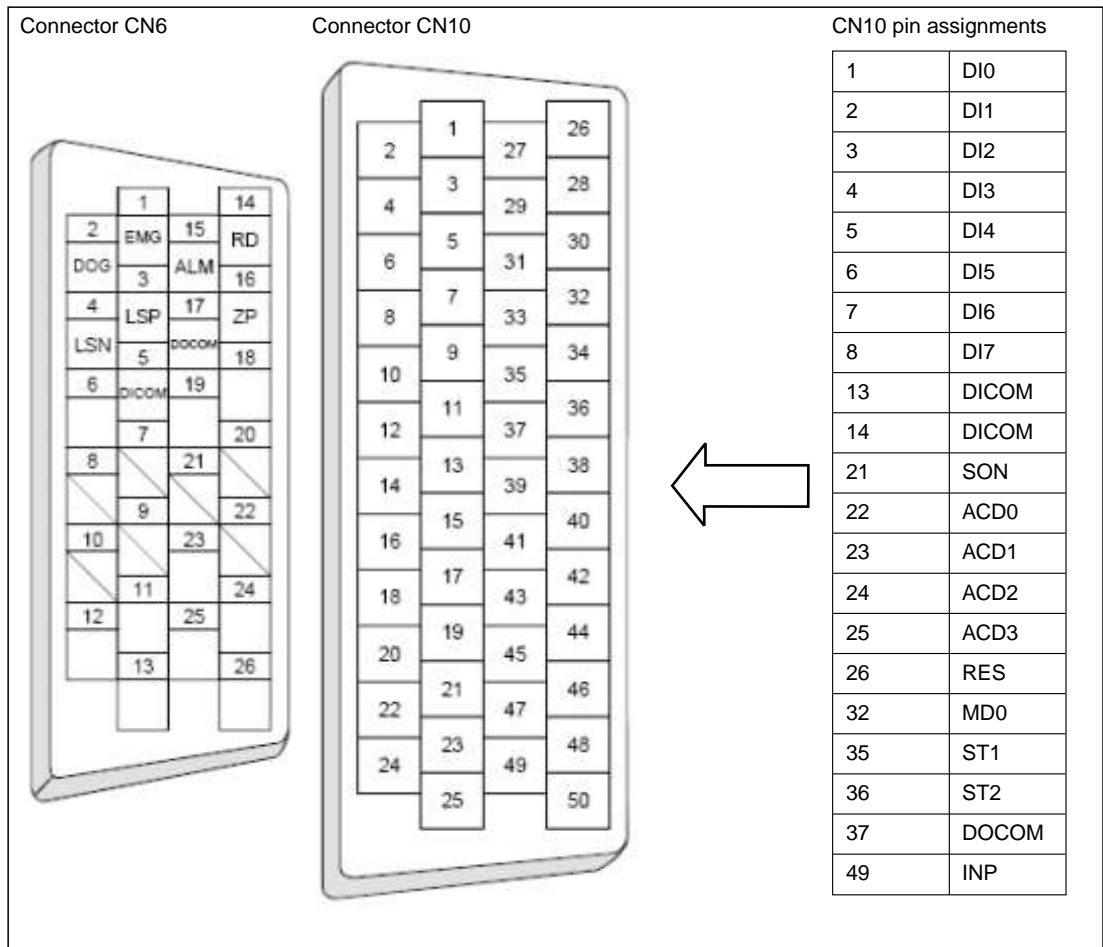 Connector CN6 Connector CN10 CN10 pin assignments
1 14
2 EMG 15 RD
DOG 3 ALM 16
4 LSP 17 ZP
LSN 5 DOCOM 18
6 DICOM 19
7 20
8 21
9 22
10 23
11 24
12 25
13 26
1 26
2 27
3 28
4 29
5 30
6 31
7 32
8 33
9 34
10 35
11 36
12 37
13 38
14 39
15 40
16 41
17 42
18 43
19 44
20 45
21 46
22 47
23 48
24 49
25 50
1 DI0
2 DI1
3 DI2
4 DI3
5 DI4
6 DI5
7 DI6
8 DI7
13 DICOM
14 DICOM
21 SON
22 ACD0
23 ACD1
24 ACD2
25 ACD3
26 RES
32 MD0
35 ST1
36 ST2
37 DOCOM
49 INP